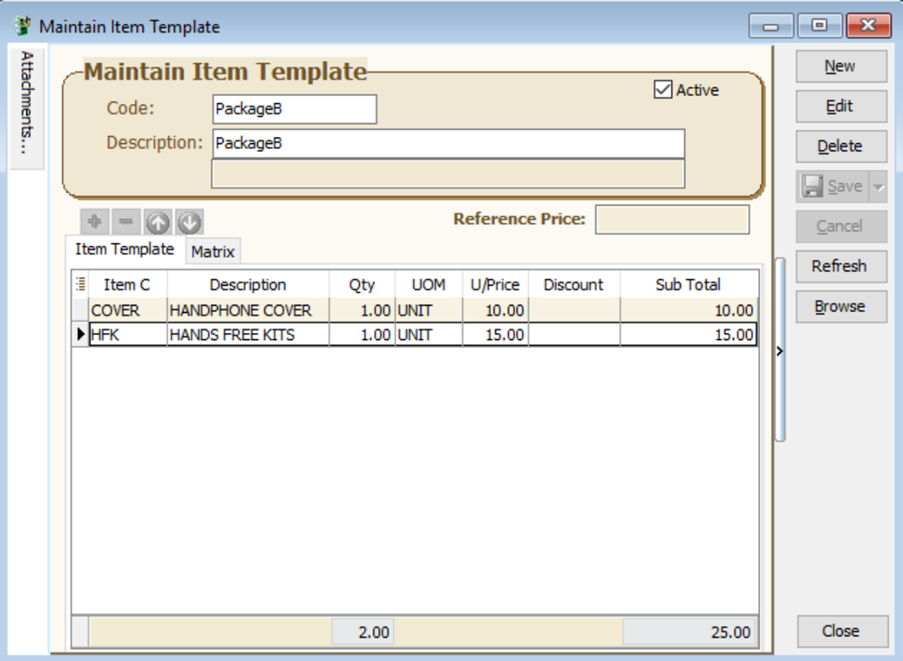 Maintain Item Template
Attachments...
Maintain Item Template
Active
Code: PackageB
Description: PackageB
Reference Price:
Item Template Matrix
Item C Description Qty UOM U/Price Discount Sub Total
COVER HANDPHONE COVER 1.00 UNIT 10.00 10.00
HFK HANDS FREE KITS 1.00 UNIT 15.00 15.00
2.00 25.00
New
Edit
Delete
Save
Cancel
Refresh
Browse
Close